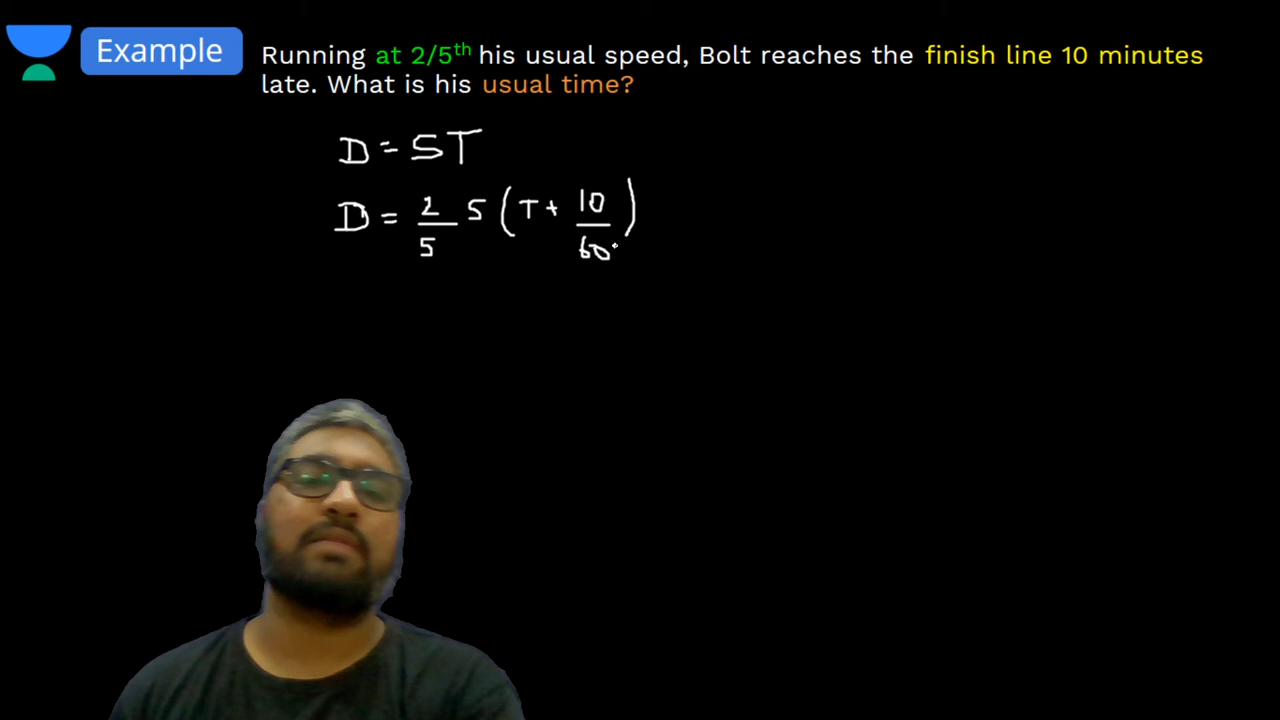 Example
Running at 2/5th his usual speed, Bolt reaches the finish line 10 minutes
late. What is his usual time?
D = ST
D = 2/5 S (T + 10/60)